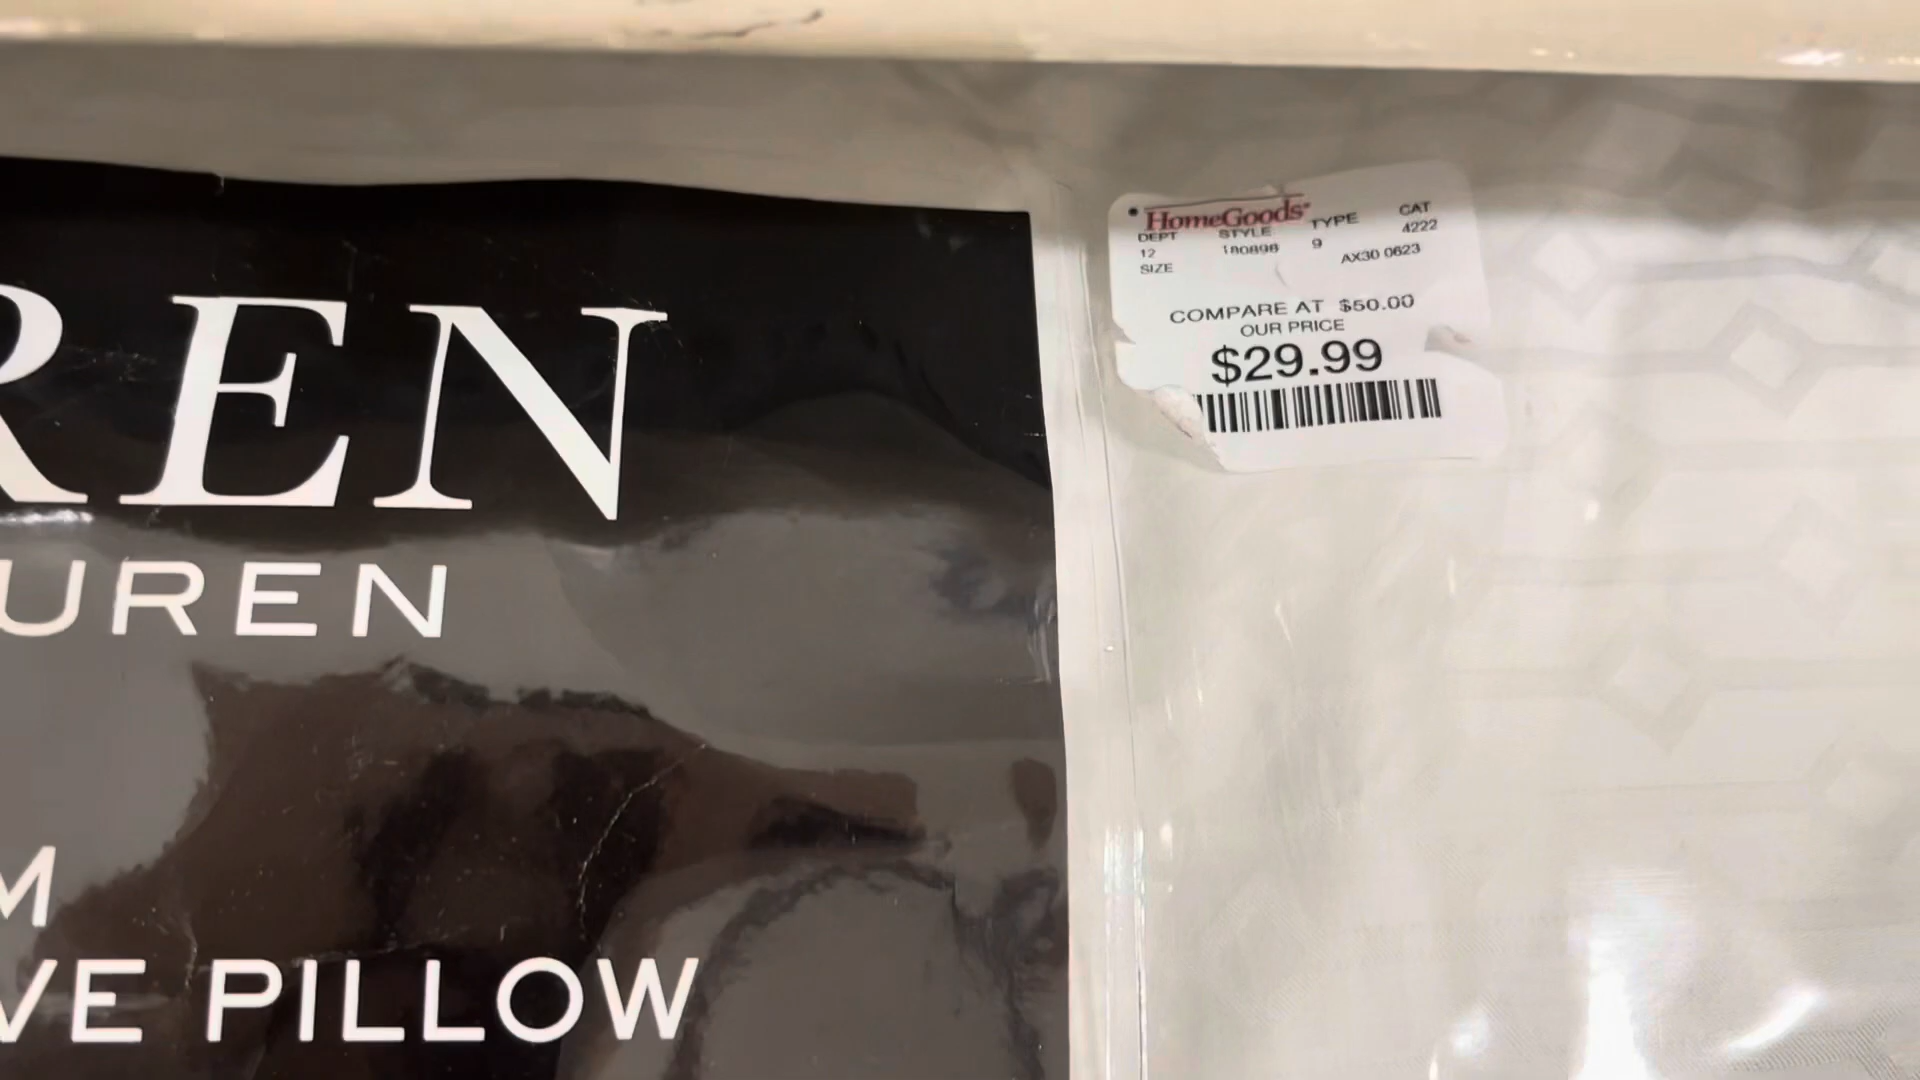 REN
UREN
M
VE PILLOW
HomeGoods
DEPT STYLE TYPE CAT
12 180898 9 4222
SIZE AX30 0623
COMPARE AT $50.00
OUR PRICE
$29.99